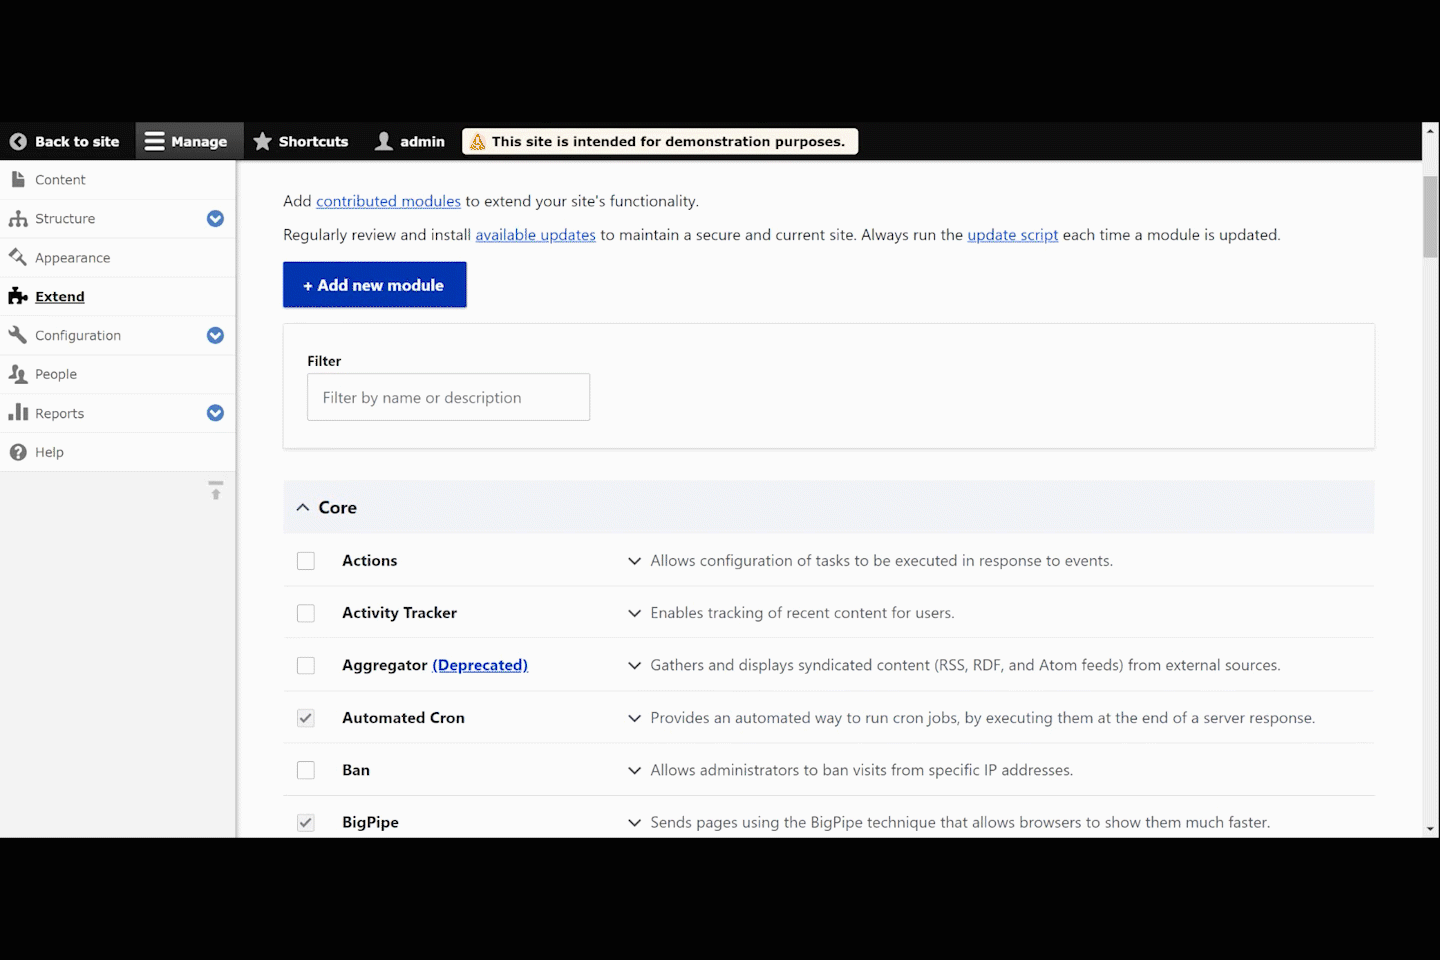 Back to site Manage Shortcuts admin This site is intended for demonstration purposes.
Content
Structure
Appearance
Extend
Configuration
People
Reports
Help
Add contributed modules to extend your site's functionality.
Regularly review and install available updates to maintain a secure and current site. Always run the update script each time a module is updated.
+ Add new module
Filter
Filter by name or description
Core
Actions Allows configuration of tasks to be executed in response to events.
Activity Tracker Enables tracking of recent content for users.
Aggregator (Deprecated) Gathers and displays syndicated content (RSS, RDF, and Atom feeds) from external sources.
Automated Cron Provides an automated way to run cron jobs, by executing them at the end of a server response.
Ban Allows administrators to ban visits from specific IP addresses.
BigPipe Sends pages using the BigPipe technique that allows browsers to show them much faster.